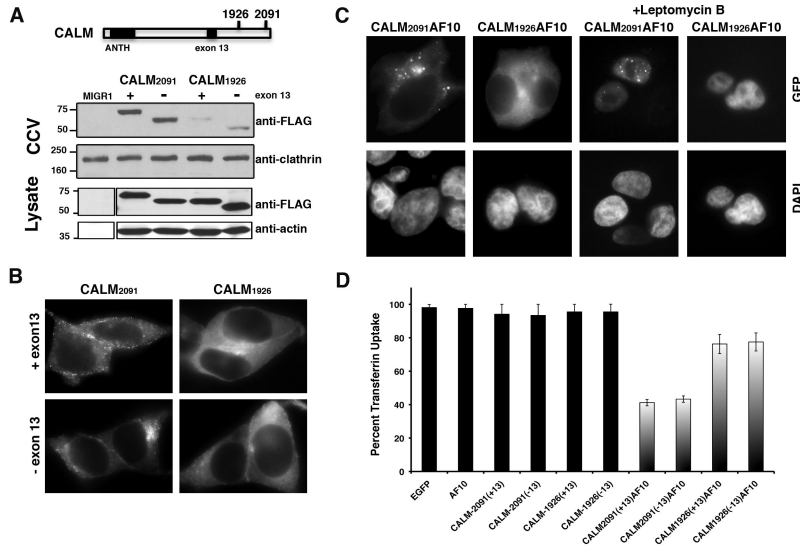 A
1926 2091
CALM
ANTH
exon 13
CALM2091 CALM1926
MIGR1 + - + - exon 13
CCV
75
50
anti-FLAG
250
160
anti-clathrin
Lysate
75
50
anti-FLAG
35
anti-actin
B
CALM2091 CALM1926
+ exon13
- exon 13
C
+Leptomycin B
CALM2091AF10 CALM1926AF10 CALM2091AF10 CALM1926AF10
GFP
DAPI
D
Percent Transferrin Uptake
100
80
60
40
20
0
EGFP
AF10
CALM-2091(+13)
CALM-2091(-13)
CALM-1926(+13)
CALM-1926(-13)
CALM2091(+13)AF10
CALM2091(-13)AF10
CALM1926(+13)AF10
CALM1926(-13)AF10